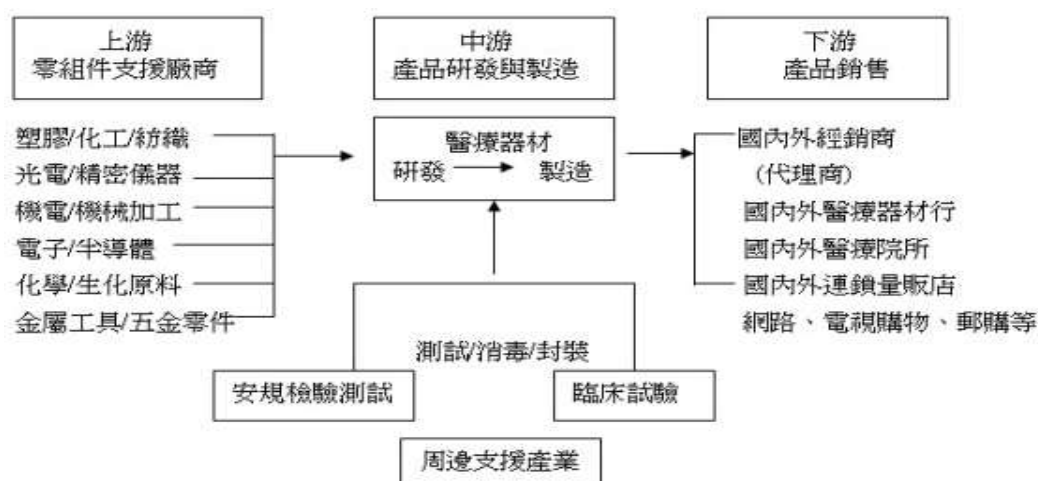 上游
零組件支援廠商
中游
產品研發與製造
下游
產品銷售
塑膠/化工/紡織
光電/精密儀器
機電/機械加工
電子/半導體
化學/生化原料
金屬工具/五金零件
醫療器材
研發 製造
國內外經銷商
(代理商)
國內外醫療器材行
國內外醫療院所
國內外連鎖量販店
網路、電視購物、郵購等
測試/消毒/封裝
安規檢驗測試
臨床試驗
周邊支援產業